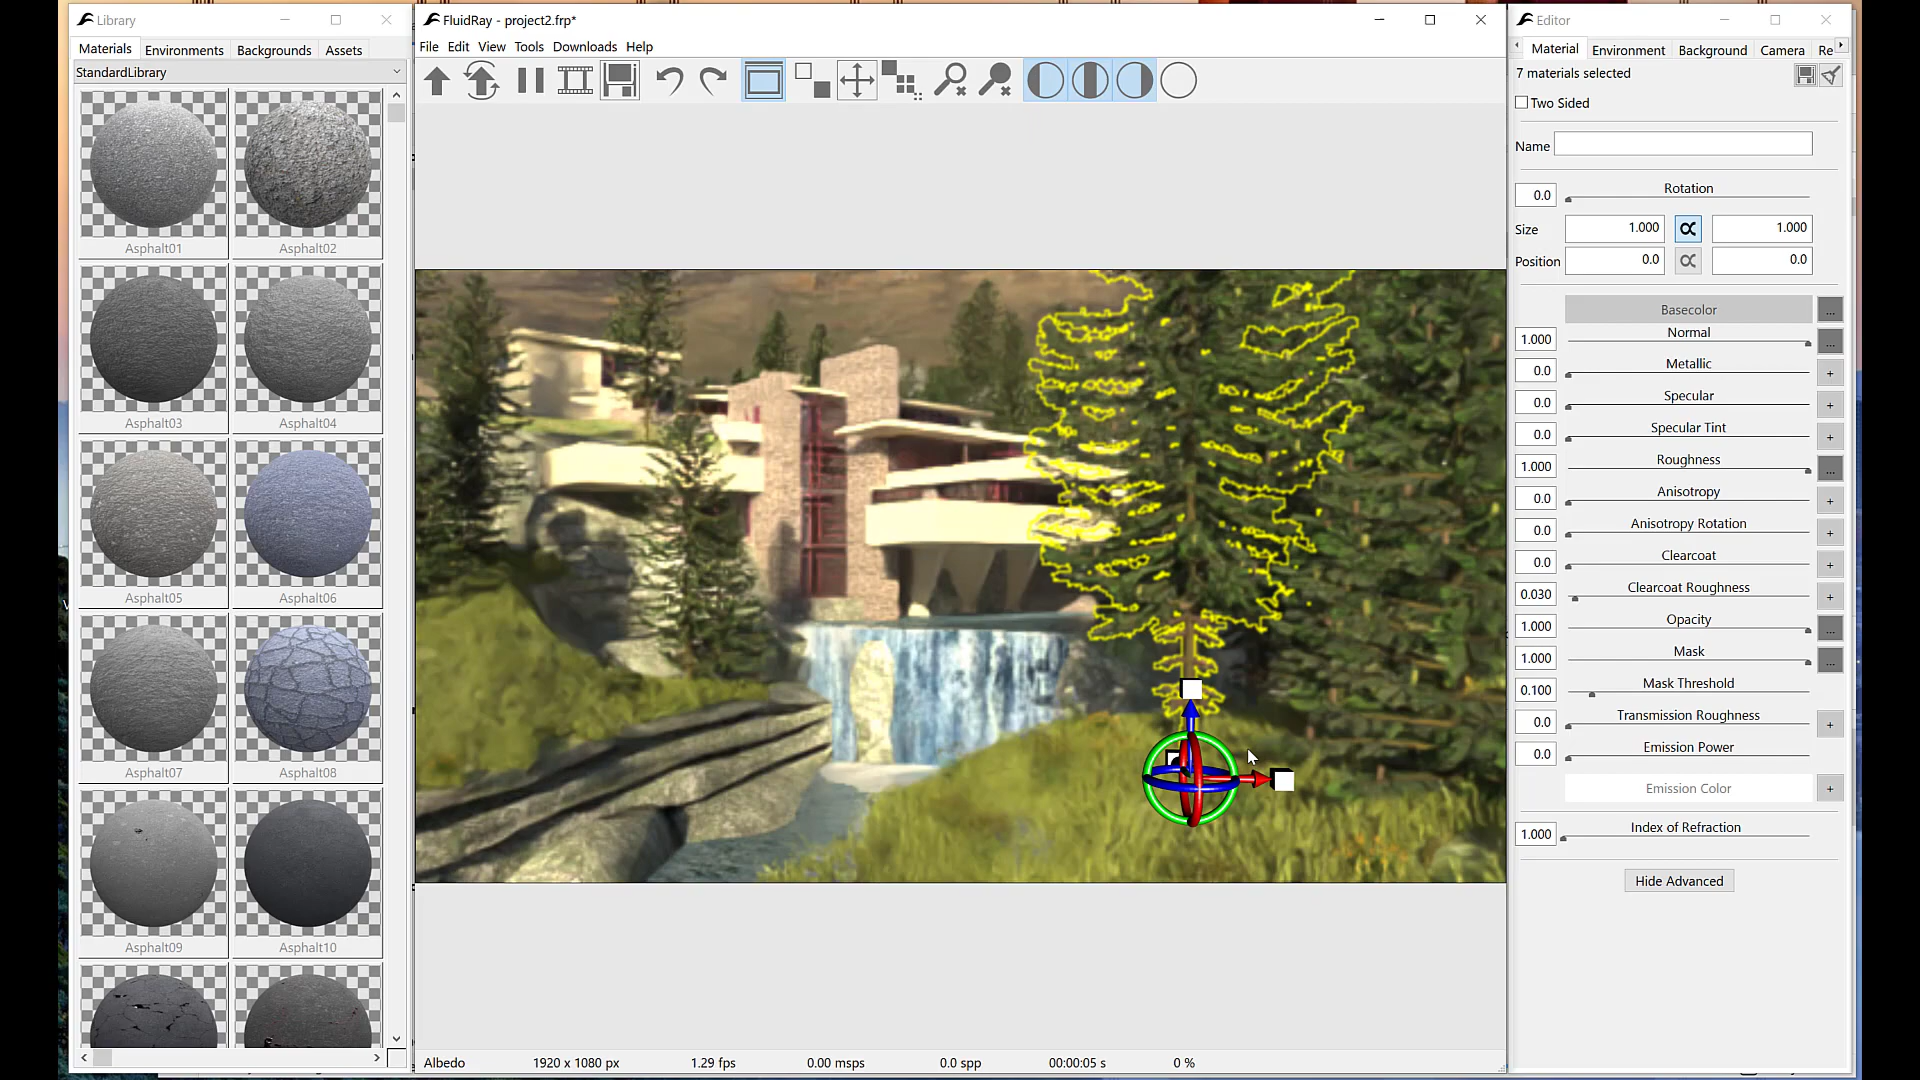 Library
Materials Environments Backgrounds Assets
StandardLibrary
Asphalt01 Asphalt02
Asphalt03 Asphalt04
Asphalt05 Asphalt06
Asphalt07 Asphalt08
Asphalt09 Asphalt10
FluidRay - project2.frp*
File Edit View Tools Downloads Help
Albedo 1920 x 1080 px 1.29 fps 0.00 msps 0.0 spp 00:00:05 s 0 %
Editor
Material Environment Background Camera Re
7 materials selected
Two Sided
Name
0.0 Rotation
Size 1.000 1.000
Position 0.0 0.0
Basecolor ...
1.000 Normal ...
0.0 Metallic +
0.0 Specular +
0.0 Specular Tint +
1.000 Roughness ...
0.0 Anisotropy +
0.0 Anisotropy Rotation +
0.0 Clearcoat +
0.030 Clearcoat Roughness +
1.000 Opacity ...
1.000 Mask ...
0.100 Mask Threshold
0.0 Transmission Roughness +
0.0 Emission Power
Emission Color +
1.000 Index of Refraction
Hide Advanced